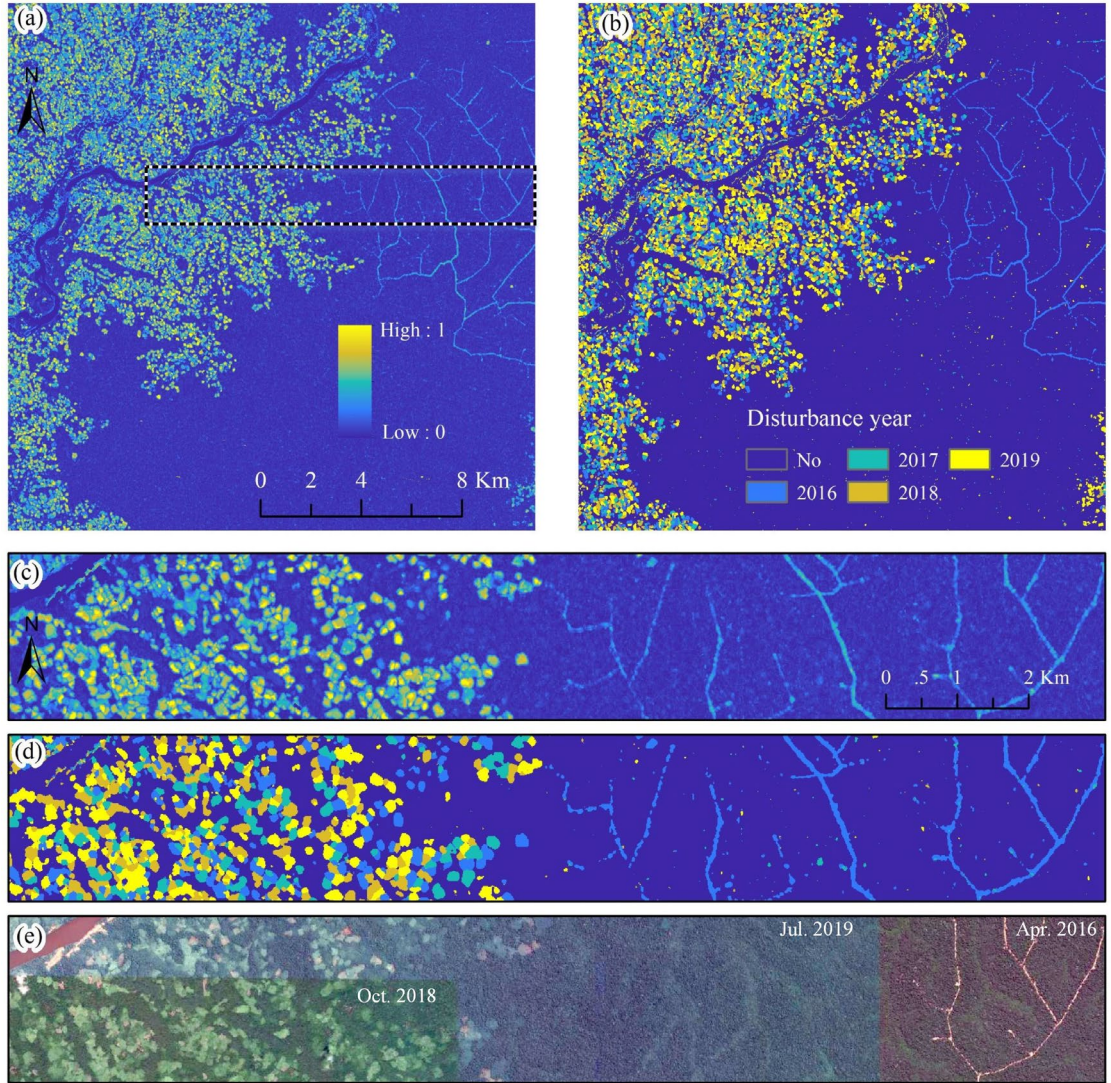 (a)
N
High : 1
Low : 0
0 2 4 8 Km
(b)
Disturbance year
No 2017 2019
2016 2018
(c)
N
0 .5 1 2 Km
(d)
(e)
Jul. 2019
Apr. 2016
Oct. 2018